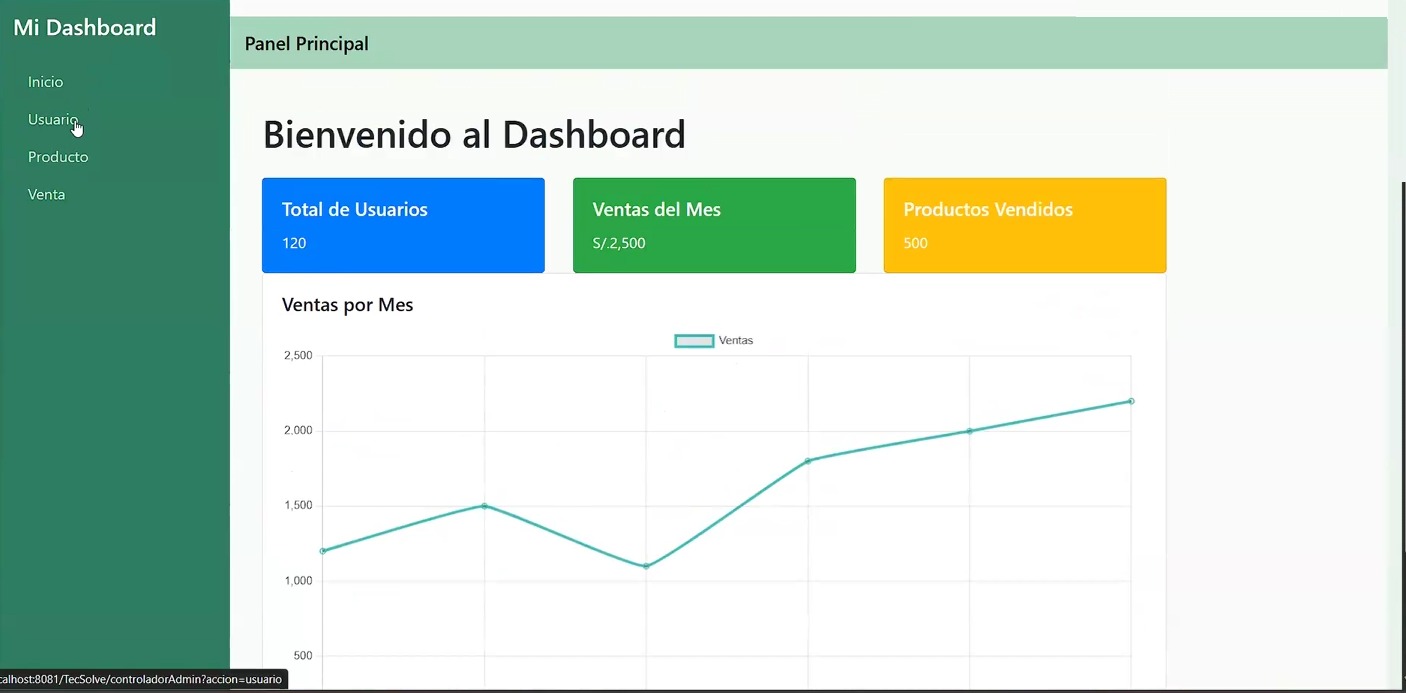 Mi Dashboard
Inicio
Usuario
Producto
Venta
Panel Principal
Bienvenido al Dashboard
Total de Usuarios
120
Ventas del Mes
S/.2,500
Productos Vendidos
500
Ventas por Mes
Ventas
2,500
2,000
1,500
1,000
500
calhost:8081/TecSolve/controladorAdmin?accion=usuario